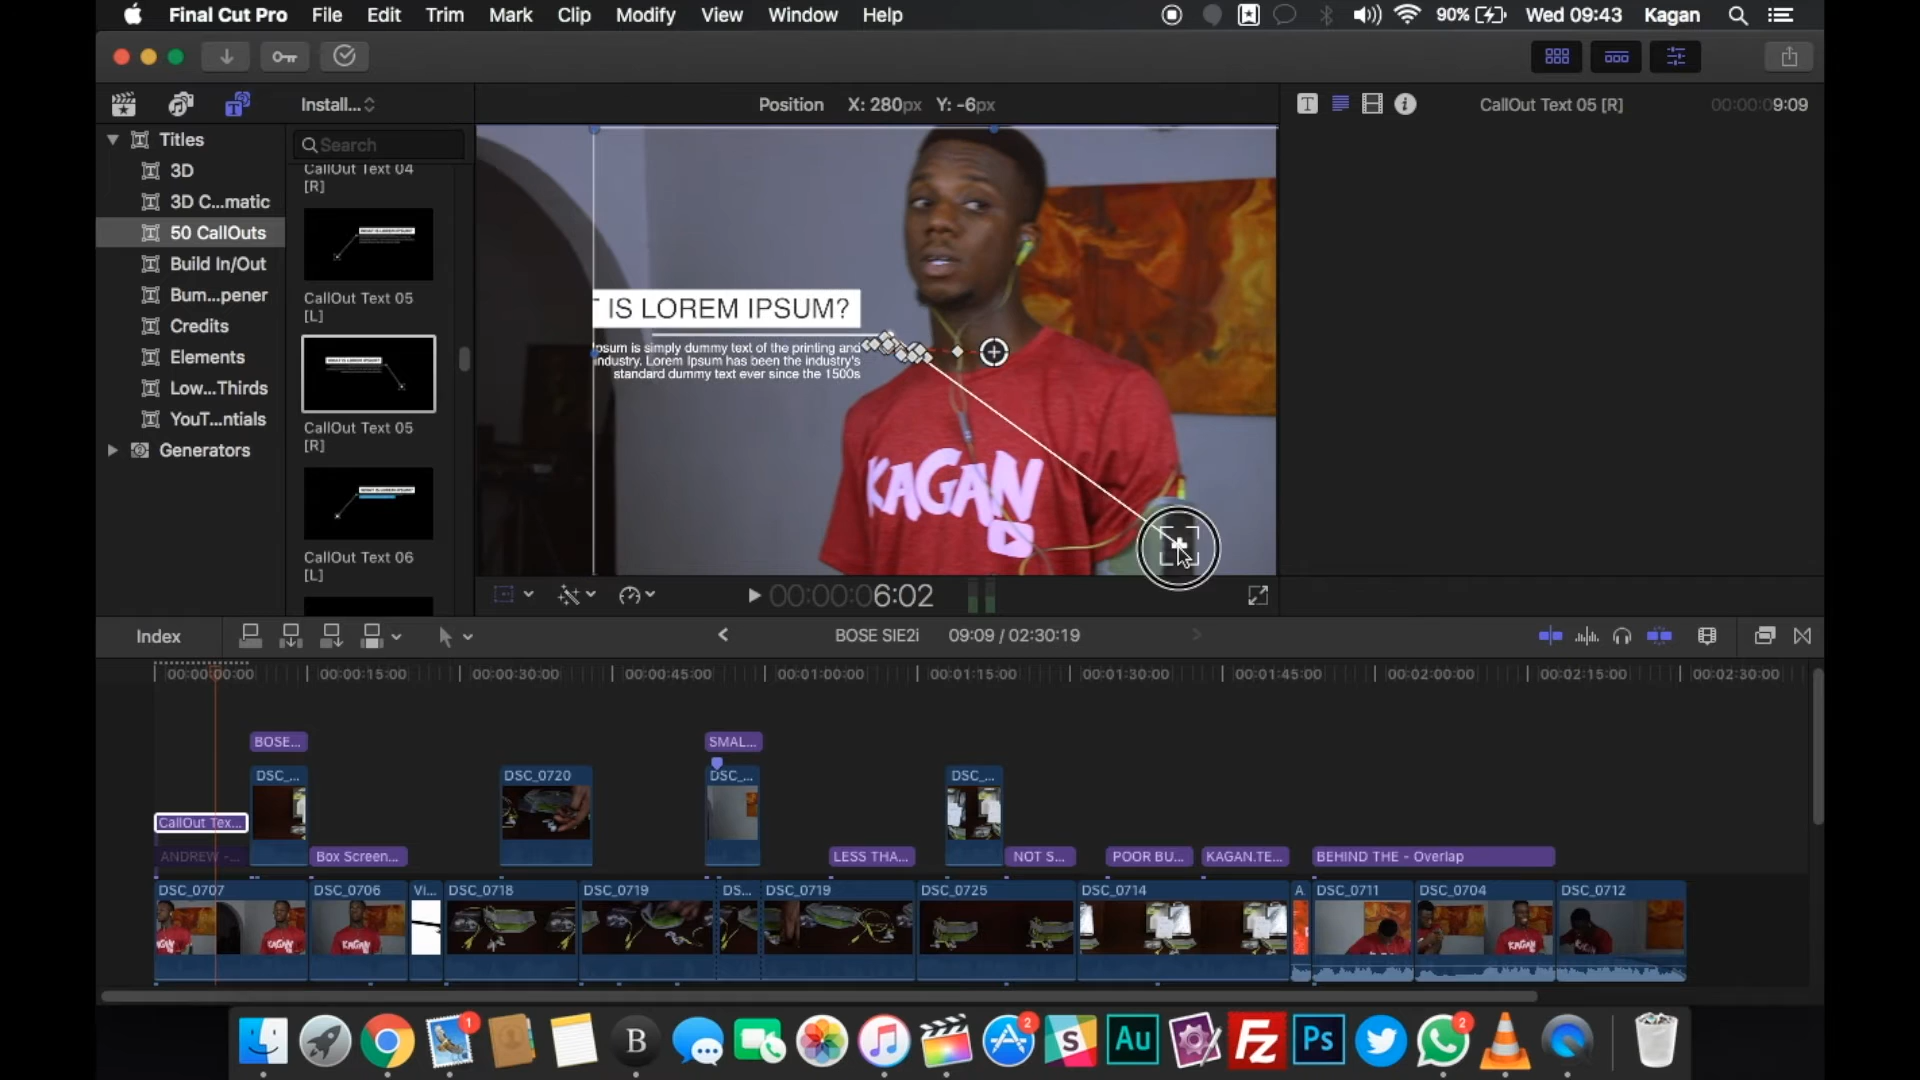 Final Cut Pro File Edit Trim Mark Clip Modify View Window Help 90% Wed 09:43 Kagan
Install... Position X: 280px Y: -6px CallOut Text 05 [R] 00:00:09:09
Titles
3D
3D C...matic
50 CallOuts
Build In/Out
Bum...pener
Credits
Elements
Low...Thirds
YouT...ntials
Generators
Search
CallOut Text 04
[R]
CallOut Text 05
[L]
CallOut Text 05
[R]
CallOut Text 06
[L]
T IS LOREM IPSUM?
psum is simply dummy text of the printing and
industry. Lorem Ipsum has been the industry's
standard dummy text ever since the 1500s
KAGAN
00:00:06:02
Index BOSE SIE2i 09:09 / 02:30:19
00:00:00:00 00:00:15:00 00:00:30:00 00:00:45:00 00:01:00:00 00:01:15:00 00:01:30:00 00:01:45:00 00:02:00:00 00:02:15:00 00:02:30:00
BOSE... SMAL...
DSC_... DSC_0720 DSC_... DSC_...
CallOut Tex...
ANDREW -... Box Screen... LESS THA... NOT S... POOR BU... KAGAN.TE... BEHIND THE - Overlap
DSC_0707 DSC_0706 VI... DSC_0718 DSC_0719 DS... DSC_0719 DSC_0725 DSC_0714 A. DSC_0711 DSC_0704 DSC_0712
1 B 2 Au Fz Ps 2